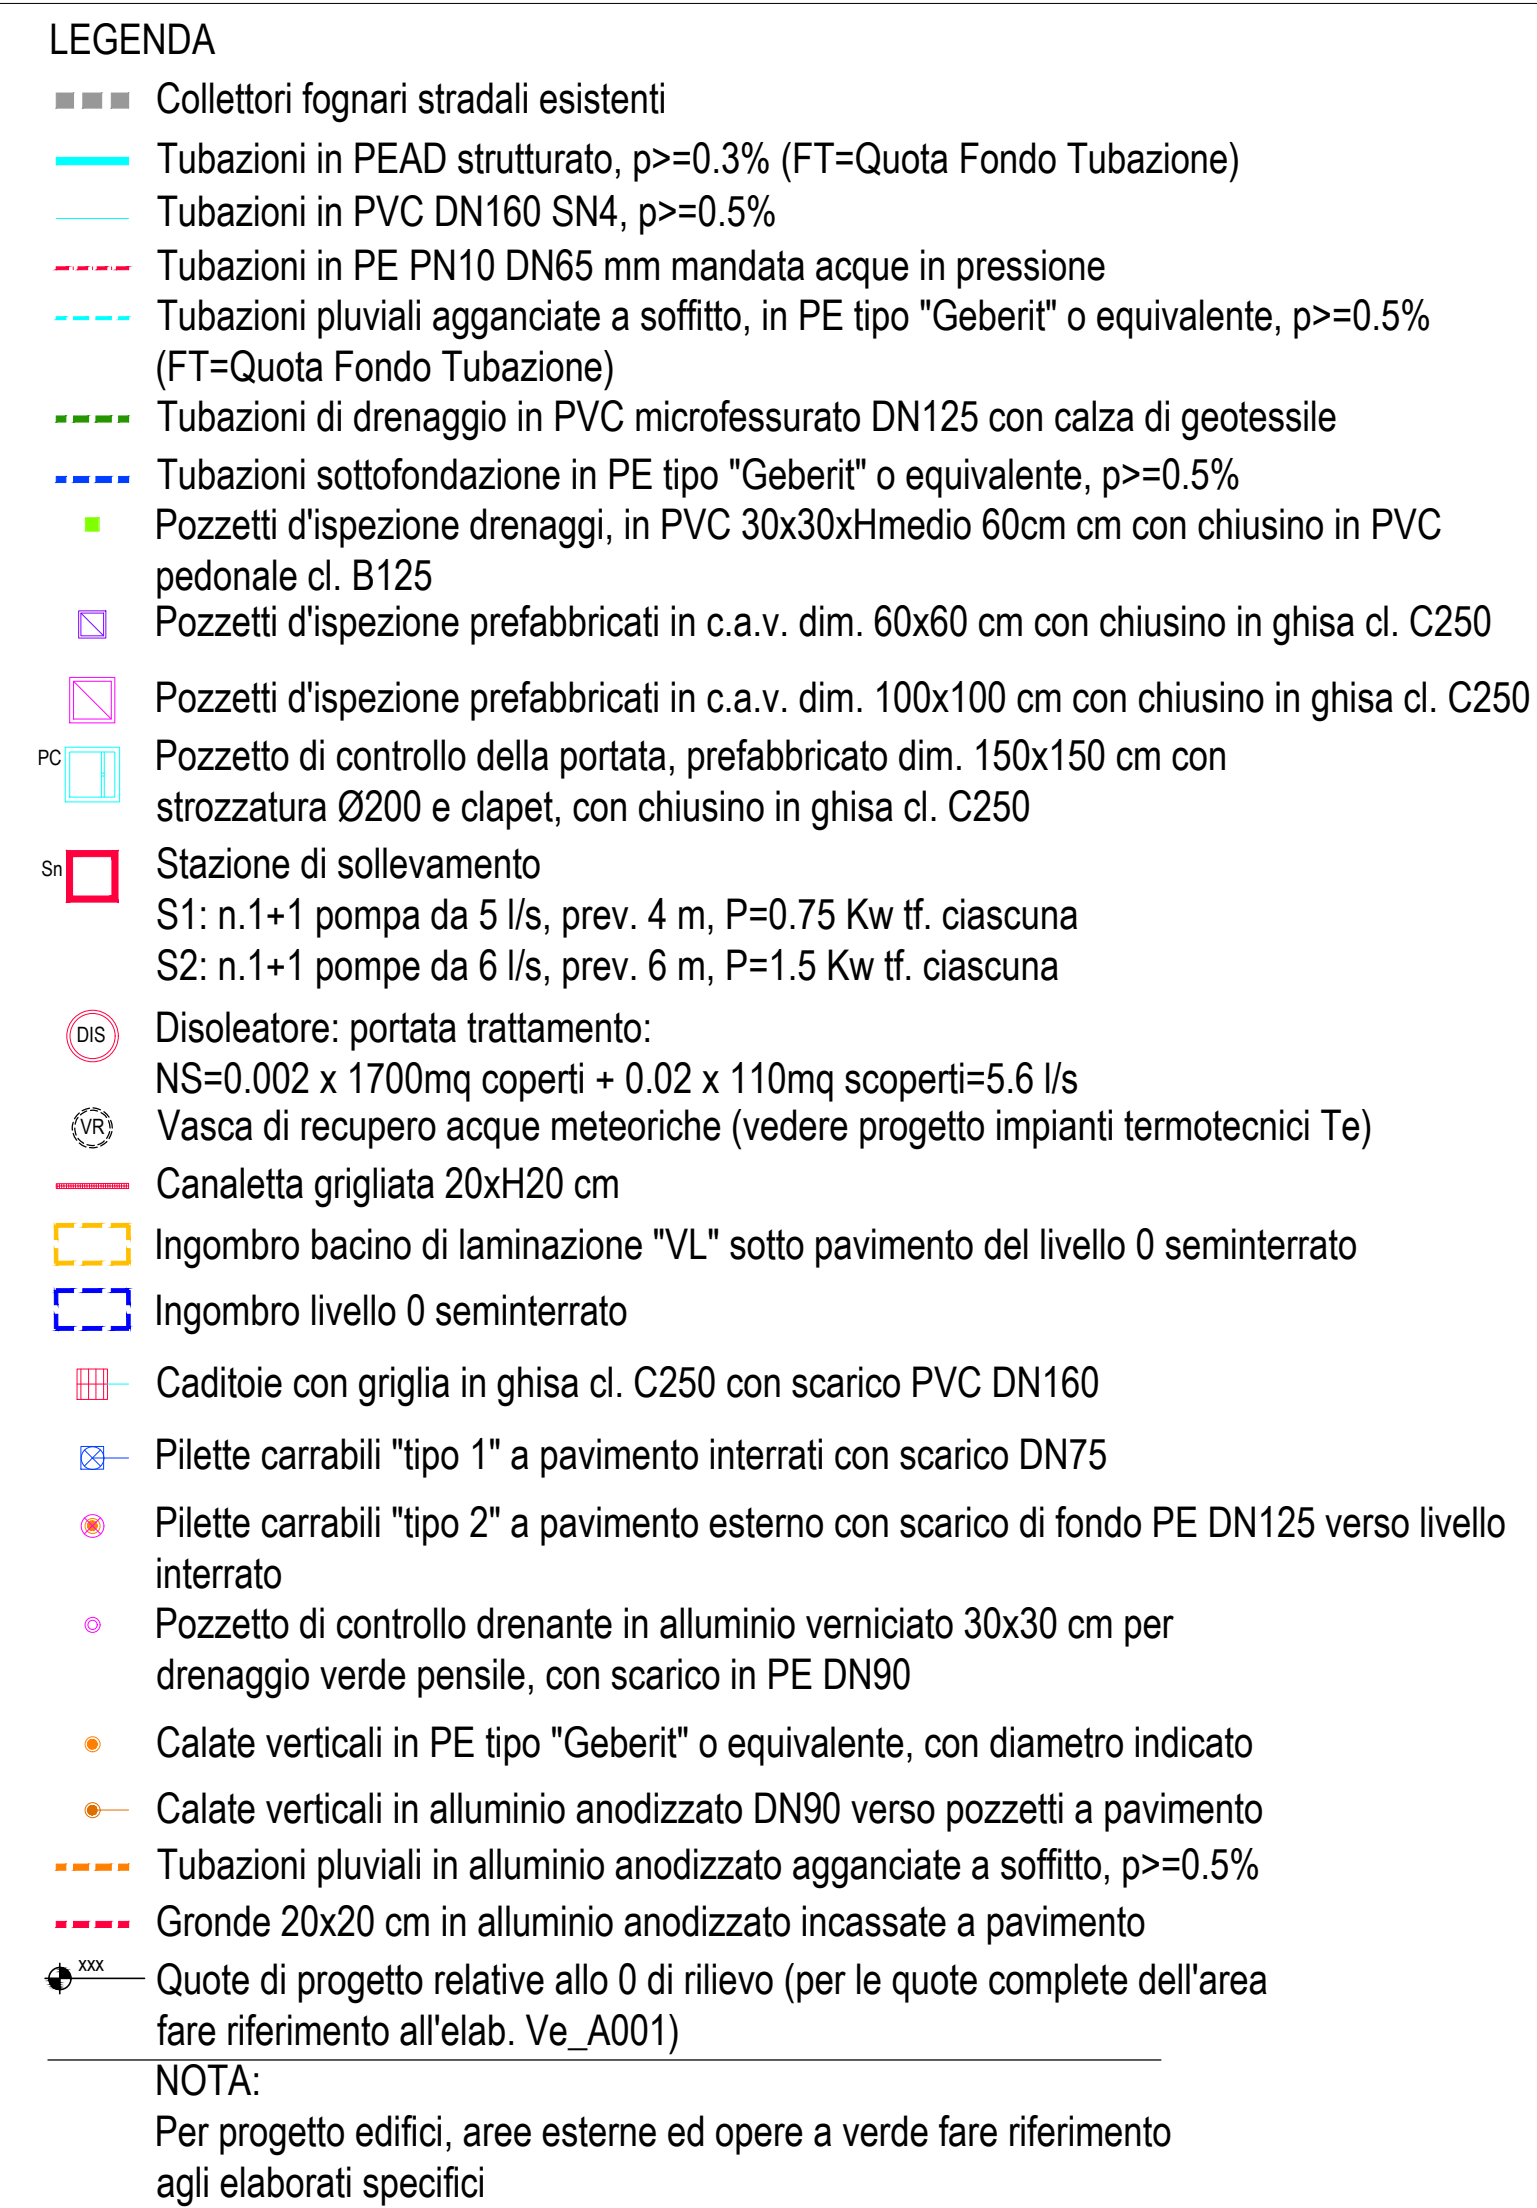 LEGENDA
Collettori fognari stradali esistenti
Tubazioni in PEAD strutturato, p>=0.3% (FT=Quota Fondo Tubazione)
Tubazioni in PVC DN160 SN4, p>=0.5%
Tubazioni in PE PN10 DN65 mm mandata acque in pressione
Tubazioni pluviali agganciate a soffitto, in PE tipo "Geberit" o equivalente, p>=0.5%
(FT=Quota Fondo Tubazione)
Tubazioni di drenaggio in PVC microfessurato DN125 con calza di geotessile
Tubazioni sottofondazione in PE tipo "Geberit" o equivalente, p>=0.5%
Pozzetti d'ispezione drenaggi, in PVC 30x30xHmedio 60cm cm con chiusino in PVC
pedonale cl. B125
Pozzetti d'ispezione prefabbricati in c.a.v. dim. 60x60 cm con chiusino in ghisa cl. C250
Pozzetti d'ispezione prefabbricati in c.a.v. dim. 100x100 cm con chiusino in ghisa cl. C250
PC Pozzetto di controllo della portata, prefabbricato dim. 150x150 cm con
strozzatura Ø200 e clapet, con chiusino in ghisa cl. C250
Sn Stazione di sollevamento
S1: n.1+1 pompa da 5 l/s, prev. 4 m, P=0.75 Kw tf. ciascuna
S2: n.1+1 pompe da 6 l/s, prev. 6 m, P=1.5 Kw tf. ciascuna
DIS Disoleatore: portata trattamento:
NS=0.002 x 1700mq coperti + 0.02 x 110mq scoperti=5.6 l/s
VR Vasca di recupero acque meteoriche (vedere progetto impianti termotecnici Te)
Canaletta grigliata 20xH20 cm
Ingombro bacino di laminazione "VL" sotto pavimento del livello 0 seminterrato
Ingombro livello 0 seminterrato
Caditoie con griglia in ghisa cl. C250 con scarico PVC DN160
Pilette carrabili "tipo 1" a pavimento interrati con scarico DN75
Pilette carrabili "tipo 2" a pavimento esterno con scarico di fondo PE DN125 verso livello
interrato
Pozzetto di controllo drenante in alluminio verniciato 30x30 cm per
drenaggio verde pensile, con scarico in PE DN90
Calate verticali in PE tipo "Geberit" o equivalente, con diametro indicato
Calate verticali in alluminio anodizzato DN90 verso pozzetti a pavimento
Tubazioni pluviali in alluminio anodizzato agganciate a soffitto, p>=0.5%
Gronde 20x20 cm in alluminio anodizzato incassate a pavimento
xxx Quote di progetto relative allo 0 di rilievo (per le quote complete dell'area
fare riferimento all'elab. Ve_A001)
NOTA:
Per progetto edifici, aree esterne ed opere a verde fare riferimento
agli elaborati specifici